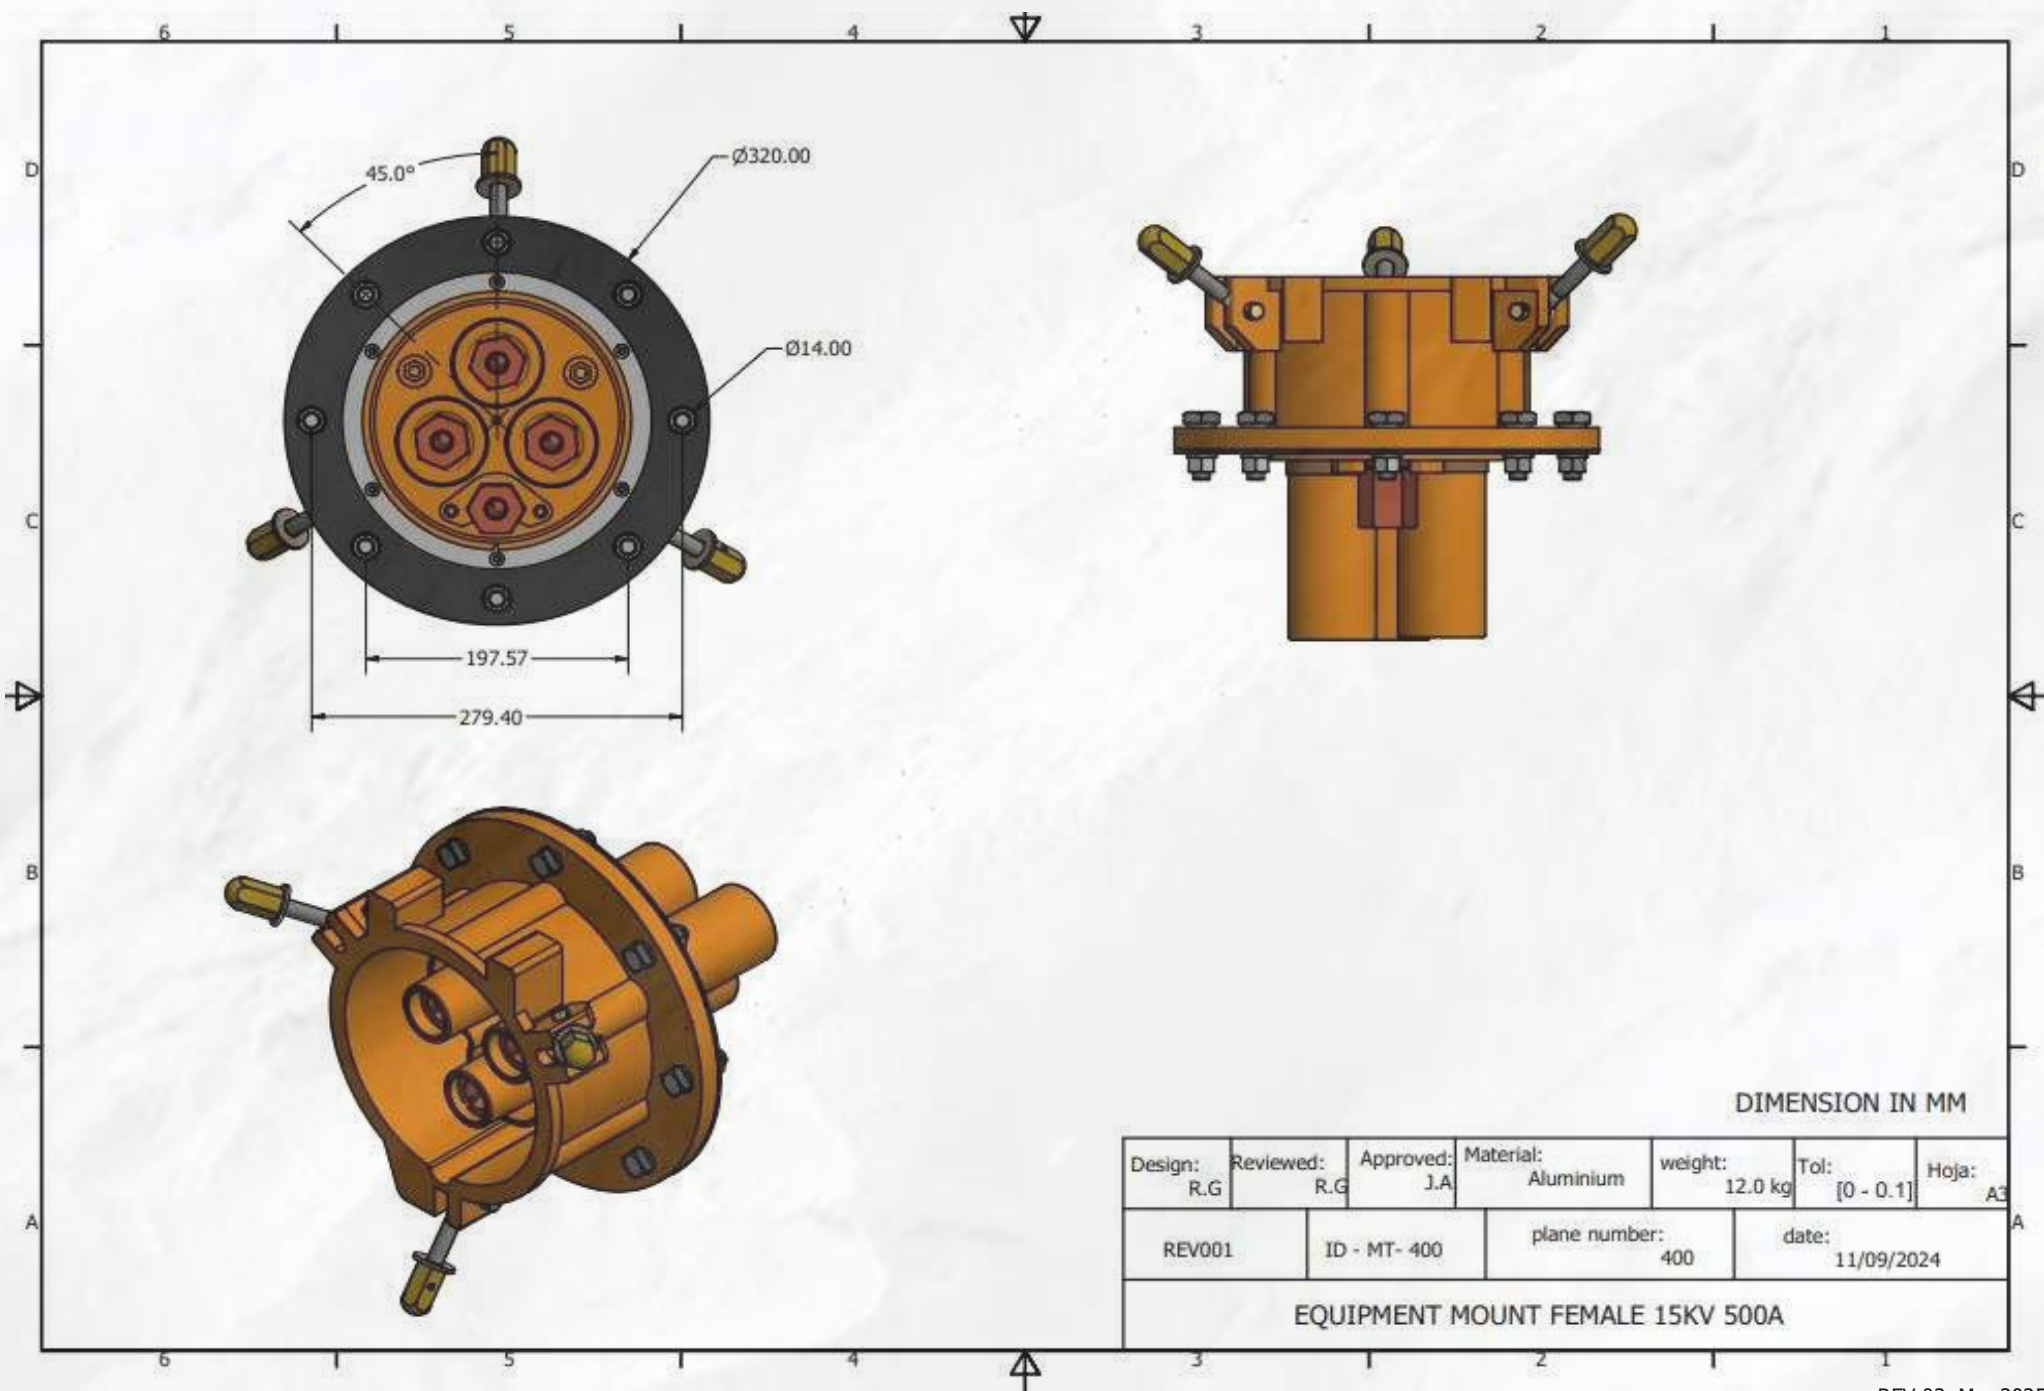 6 5 4 3 2 1
D D
45.0°
Ø320.00
Ø14.00
C C
197.57
279.40
B B
DIMENSION IN MM
Design: Reviewed: Approved: Material: weight: Tol: Hoja:
R.G R.G J.A Aluminium 12.0 kg [0 - 0.1] A3
A A
REV001 ID - MT- 400 plane number: 400 date: 11/09/2024
EQUIPMENT MOUNT FEMALE 15KV 500A
6 5 4 3 2 1